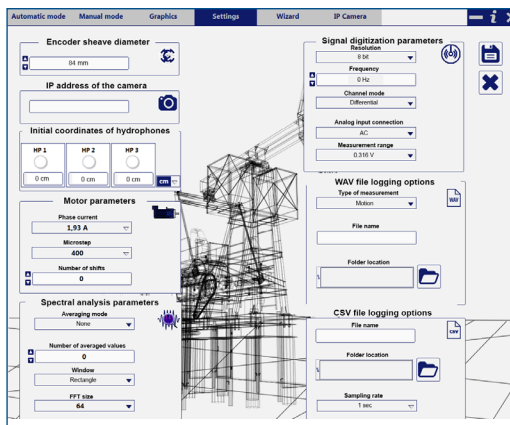 Automatic mode
Manual mode
Graphics
Settings
Wizard
IP Camera
Encoder sheave diameter
84 mm
IP address of the camera
Initial coordinates of hydrophones
HP 1
HP 2
HP 3
0 cm
0 cm
0 cm
cm
Motor parameters
Phase current
1,93 A
Microstep
400
Number of shifts
0
Spectral analysis parameters
Averaging mode
None
Number of averaged values
0
Window
Rectangle
FFT size
64
Signal digitization parameters
Resolution
8 bit
Frequency
0 Hz
Channel mode
Differential
Analog input connection
AC
Measurement range
0.316 V
WAV file logging options
Type of measurement
Motion
WAV
File name
Folder location
CSV file logging options
File name
CSV
Folder location
Sampling rate
1 sec